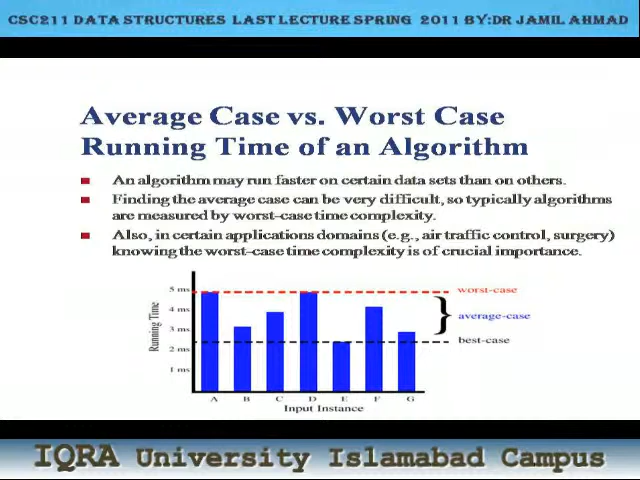 CSC211 DATA STRUCTURES LAST LECTURE SPRING 2011 BY:DR JAMIL AHMAD
Average Case vs. Worst Case
Running Time of an Algorithm
An algorithm may run faster on certain data sets than on others.
Finding the average case can be very difficult, so typically algorithms
are measured by worst-case time complexity.
Also, in certain applications domains (e.g., air traffic control, surgery)
knowing the worst-case time complexity is of crucial importance.
Running Time
5 ms
4 ms
3 ms
2 ms
1 ms
worst-case
average-case
best-case
A B C D E F G
Input Instance
IQRA University Islamabad Campus